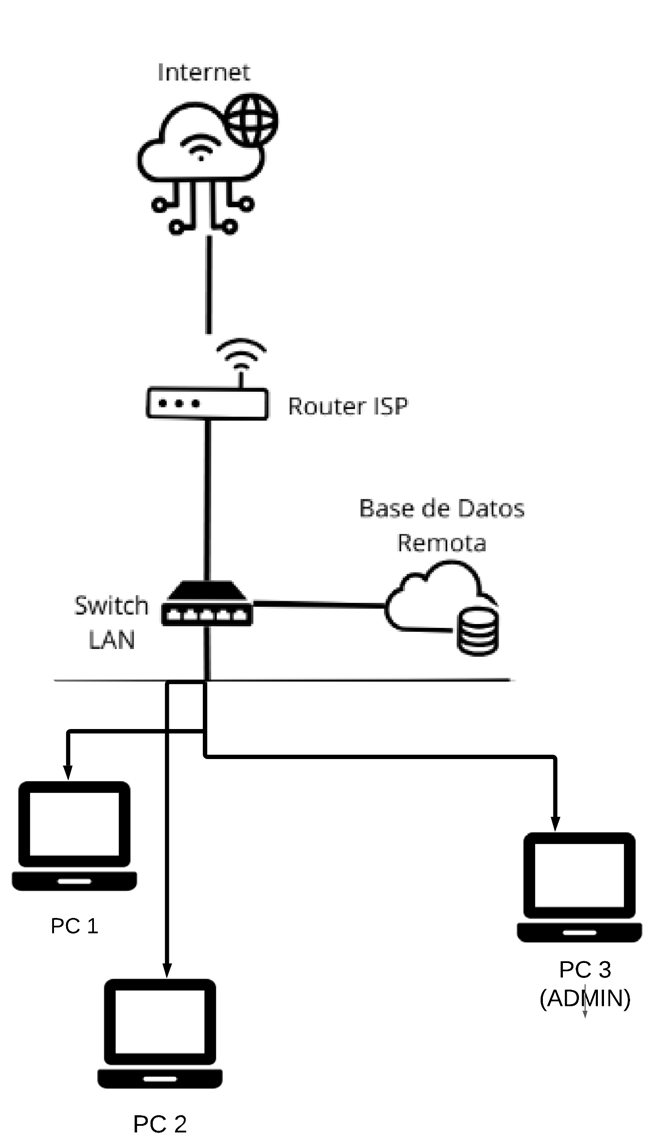 Internet
Router ISP
Base de Datos
Remota
Switch
LAN
PC 1
PC 3
(ADMIN)
PC 2